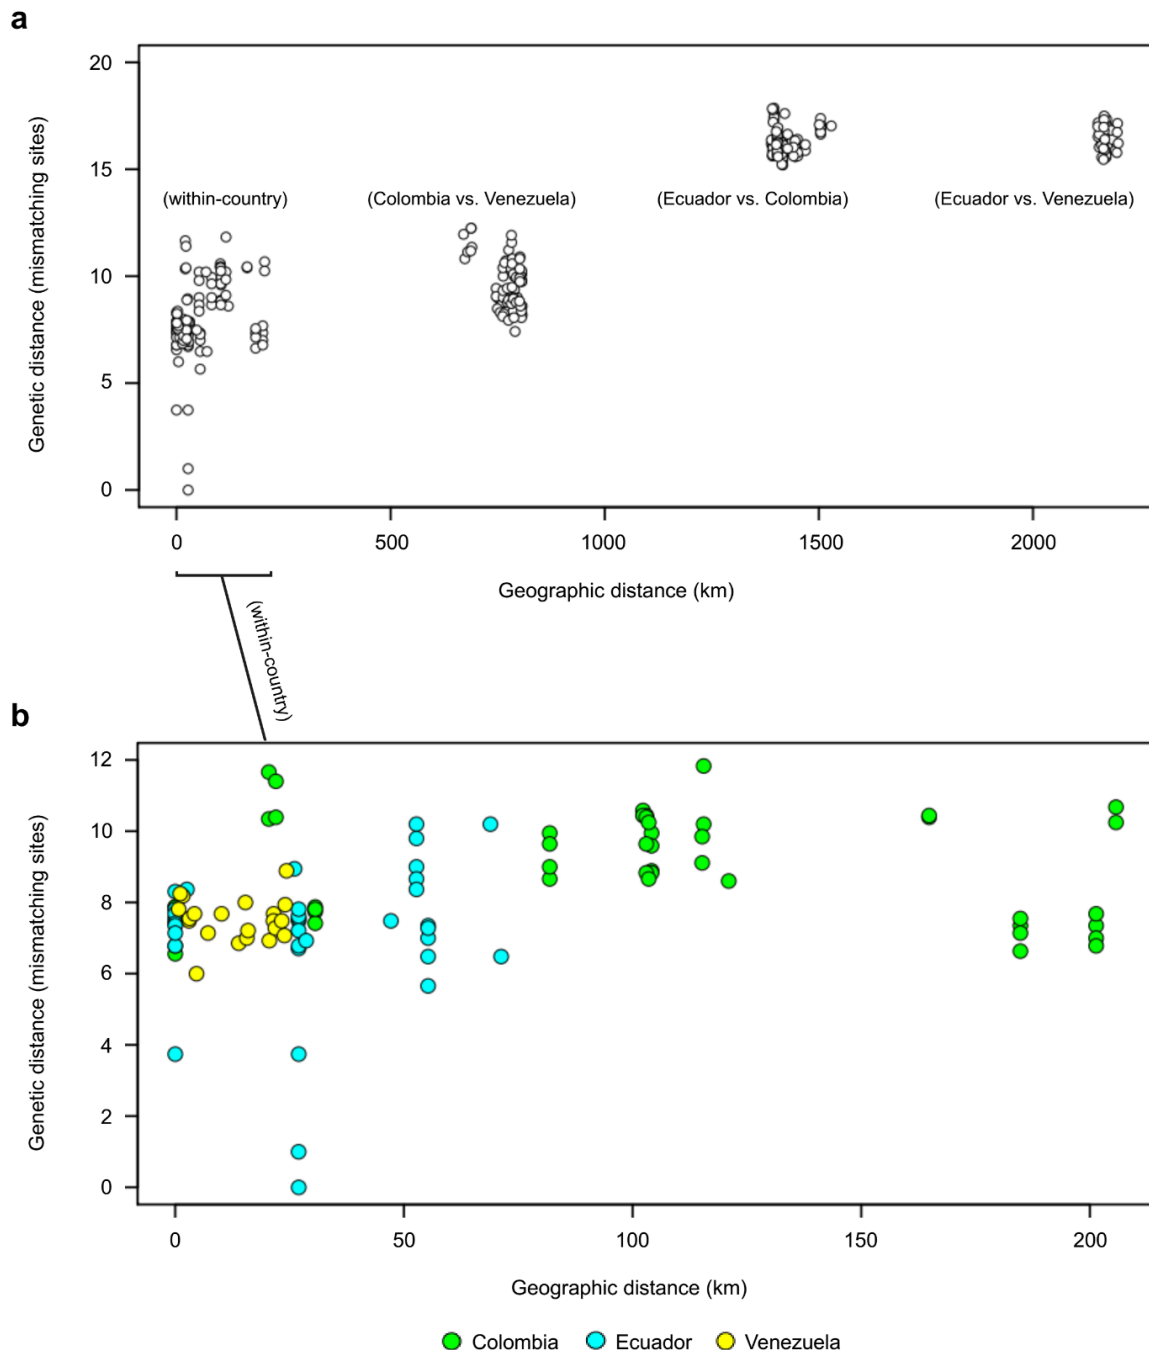 a
20
15
10
5
0
Genetic distance (mismatching sites)
(within-country)
(Colombia vs. Venezuela)
(Ecuador vs. Colombia)
(Ecuador vs. Venezuela)
0
500
1000
1500
2000
Geographic distance (km)
(within-country)
b
12
10
8
6
4
2
0
Genetic distance (mismatching sites)
0
50
100
150
200
Geographic distance (km)
Colombia
Ecuador
Venezuela